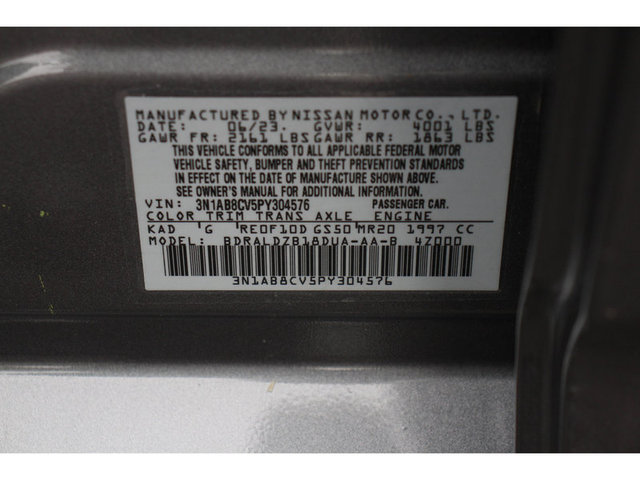 MANUFACTURED BY NISSAN MOTOR CO., LTD.
DATE: 06/23. GVWR: 4001 LBS
GAWR FR: 2161 LBS GAWR RR: 1863 LBS
THIS VEHICLE CONFORMS TO ALL APPLICABLE FEDERAL MOTOR
VEHICLE SAFETY, BUMPER AND THEFT PREVENTION STANDARDS
IN EFFECT ON THE DATE OF MANUFACTURE SHOWN ABOVE.
SEE OWNER'S MANUAL FOR ADDITIONAL INFORMATION.
VIN: 3N1AB8CV5PY304576 PASSENGER CAR.
COLOR TRIM TRANS AXLE ENGINE
KAD 'G 'RE0F10D GS50'MR20 1997 CC
MODEL: BDRALDZB18DUA-AA-B 4Z000
3N1AB8CV5PY304576